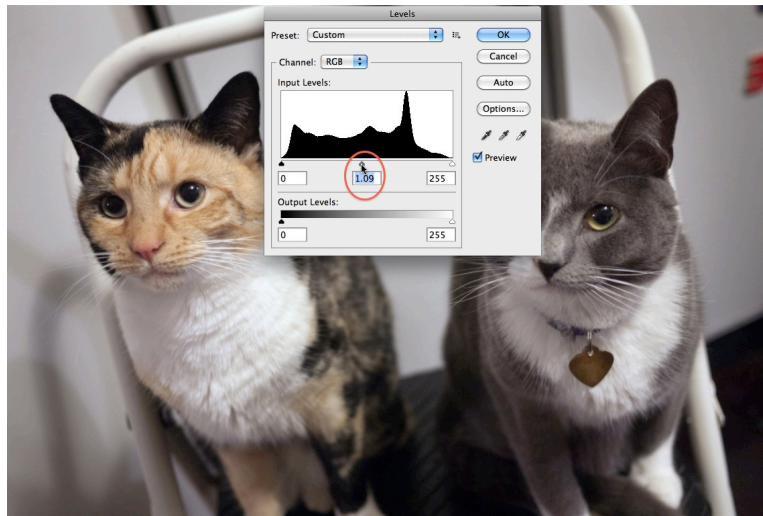 Levels
Preset: Custom
OK
Cancel
Channel: RGB
Auto
Input Levels:
Options...
Preview
0 1.09 255
Output Levels:
0 255